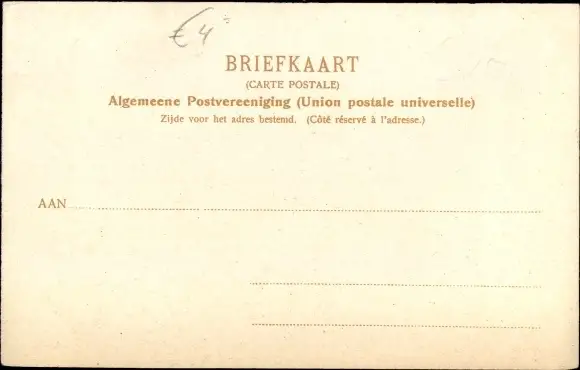 € 4
BRIEFKAART
(CARTE POSTALE)
Algemeene Postvereeniging (Union postale universelle)
Zijde voor het adres bestemd. (Côté réservé à l'adresse.)
AAN